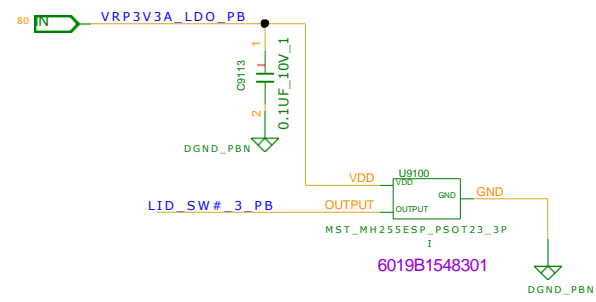 80 IN VRP3V3A_LDO_PB
1
I
C9113
0.1UF_10V_1
2
DGND_PBN
U9100
VDD VDD
GND GND
LID_SW#_3_PB OUTPUT OUTPUT
MST_MH255ESP_PSOT23_3P
I
6019B1548301
DGND_PBN